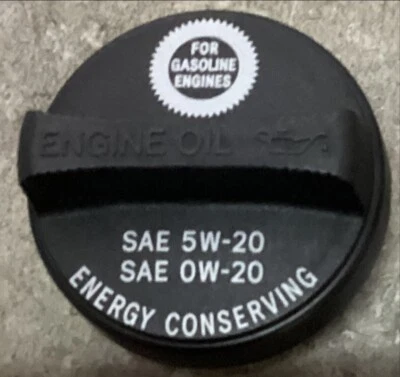 FOR
GASOLINE
ENGINES
ENGINE OIL
SAE 5W-20
SAE 0W-20
ENERGY CONSERVING